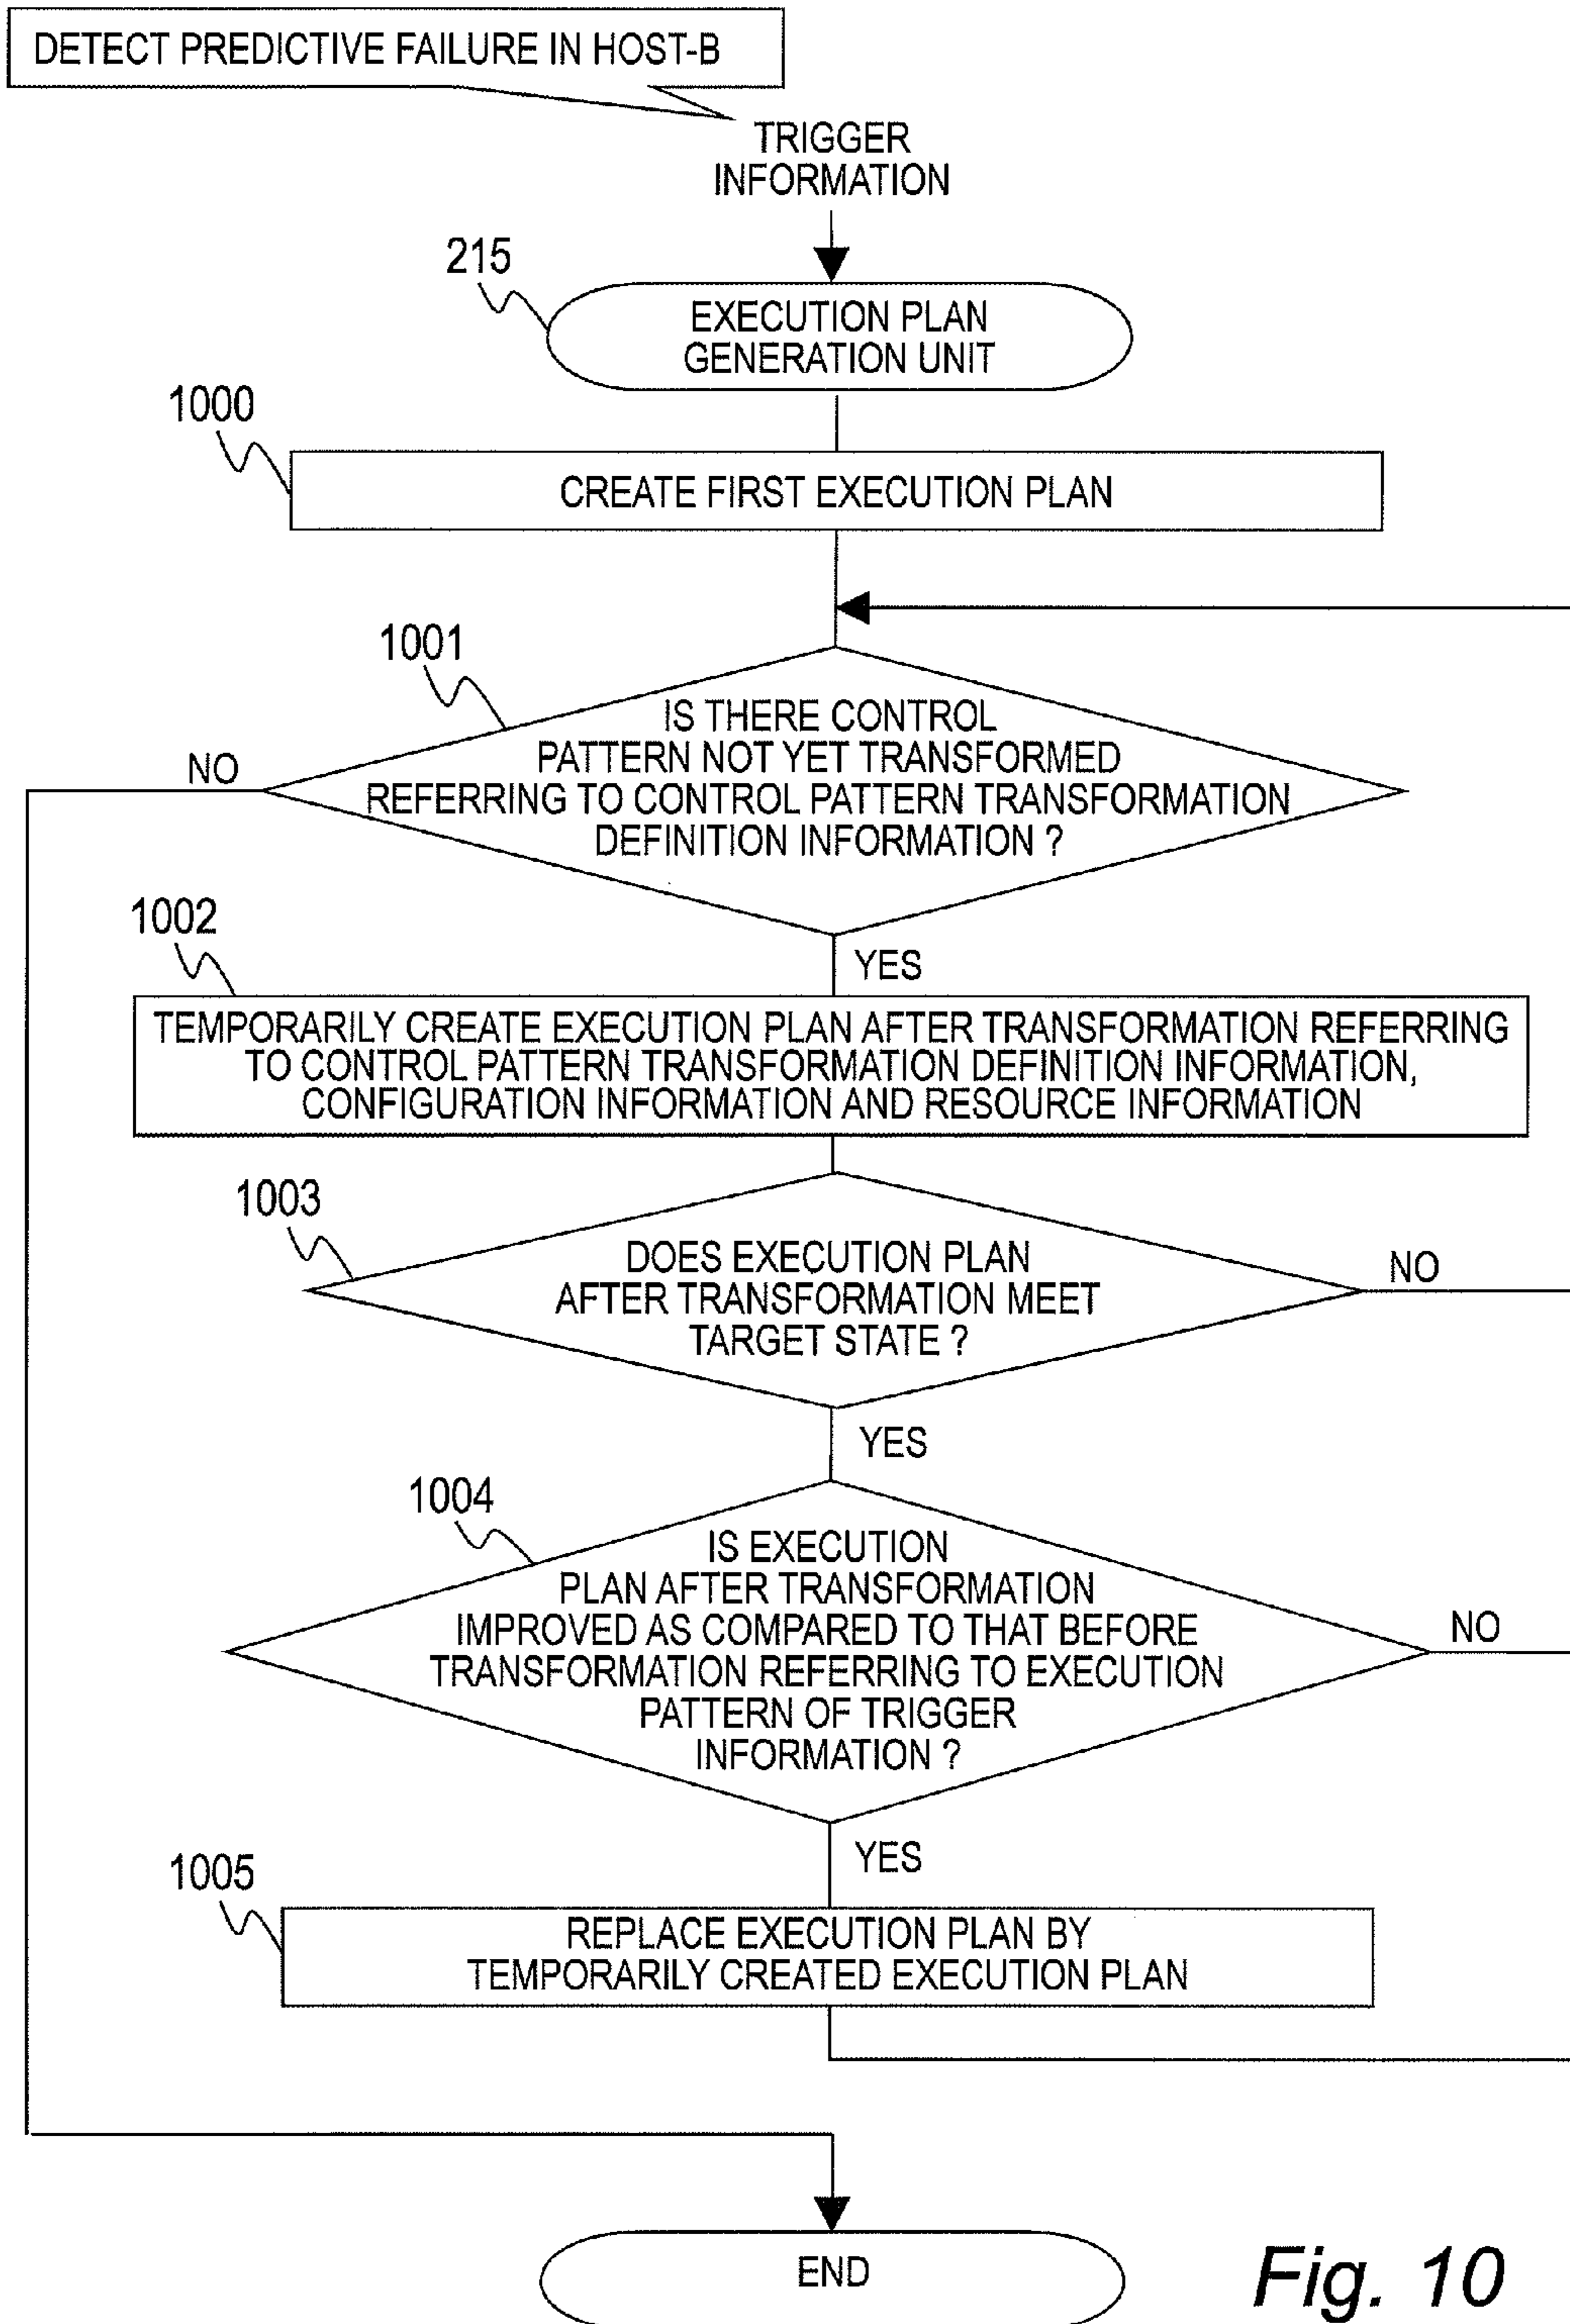 DETECT PREDICTIVE FAILURE IN HOST-B
TRIGGER
INFORMATION
215
EXECUTION PLAN
GENERATION UNIT
1000
CREATE FIRST EXECUTION PLAN
1001
IS THERE CONTROL
PATTERN NOT YET TRANSFORMED
REFERRING TO CONTROL PATTERN TRANSFORMATION
DEFINITION INFORMATION ?
NO
YES
1002
TEMPORARILY CREATE EXECUTION PLAN AFTER TRANSFORMATION REFERRING
TO CONTROL PATTERN TRANSFORMATION DEFINITION INFORMATION,
CONFIGURATION INFORMATION AND RESOURCE INFORMATION
1003
DOES EXECUTION PLAN
AFTER TRANSFORMATION MEET
TARGET STATE ?
NO
YES
1004
IS EXECUTION
PLAN AFTER TRANSFORMATION
IMPROVED AS COMPARED TO THAT BEFORE
TRANSFORMATION REFERRING TO EXECUTION
PATTERN OF TRIGGER
INFORMATION ?
NO
YES
1005
REPLACE EXECUTION PLAN BY
TEMPORARILY CREATED EXECUTION PLAN
END
Fig. 10